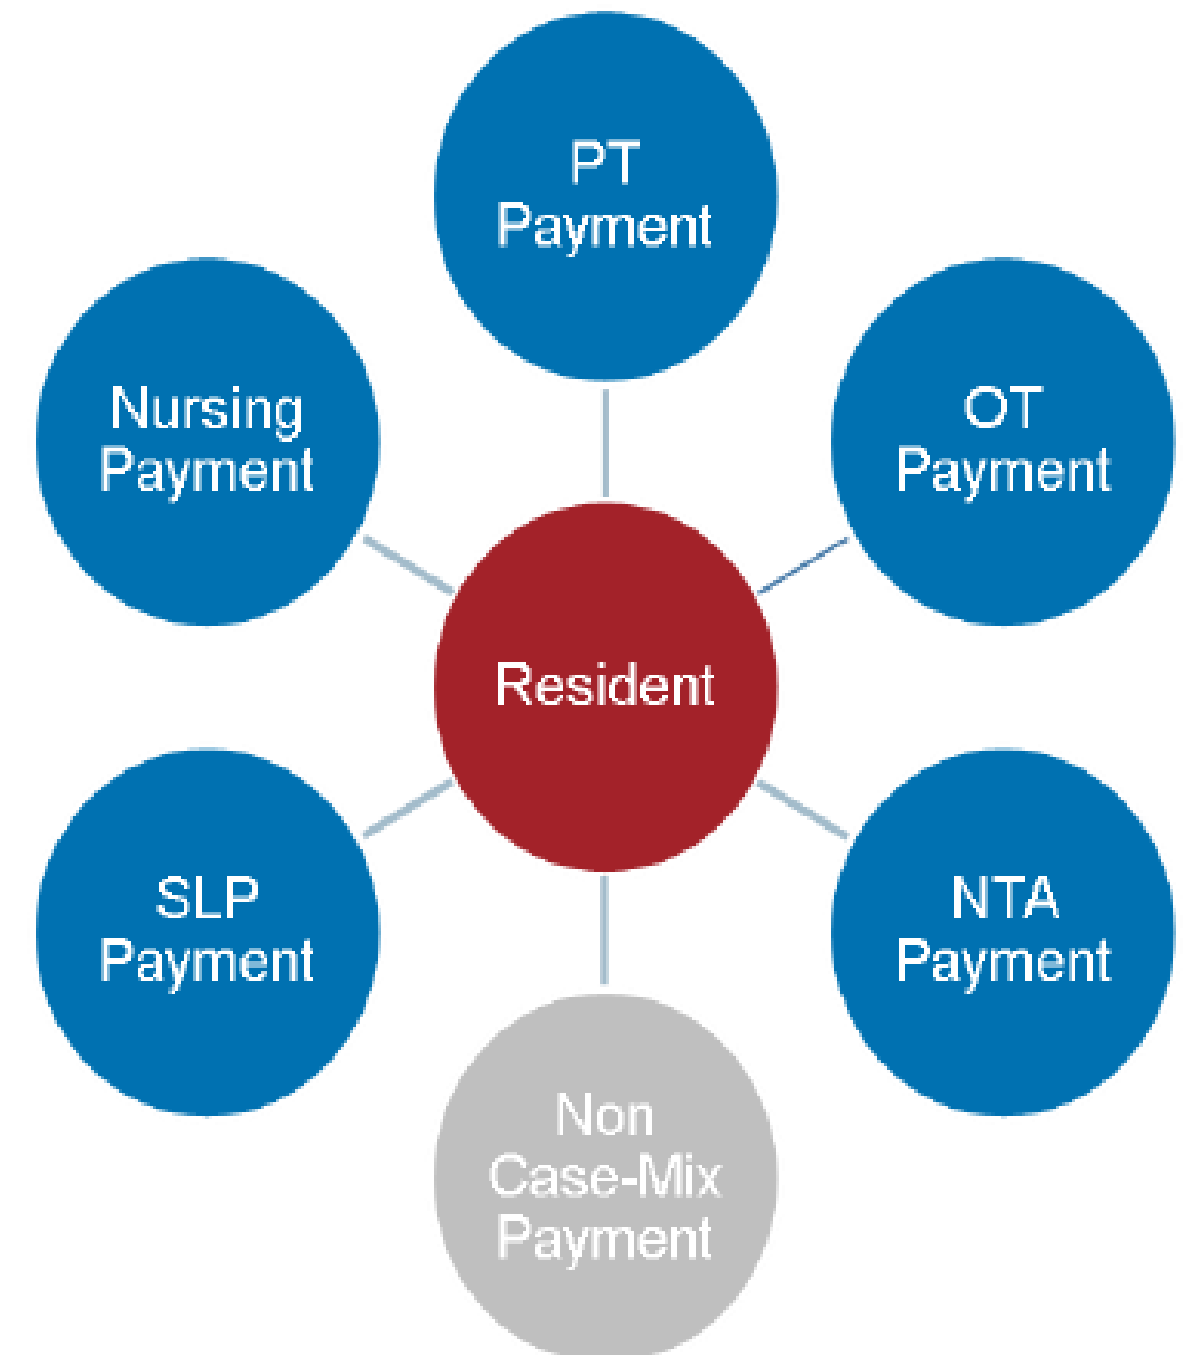 PT
Payment
Nursing
Payment
OT
Payment
Resident
SLP
Payment
NTA
Payment
Non
Case-Mix
Payment